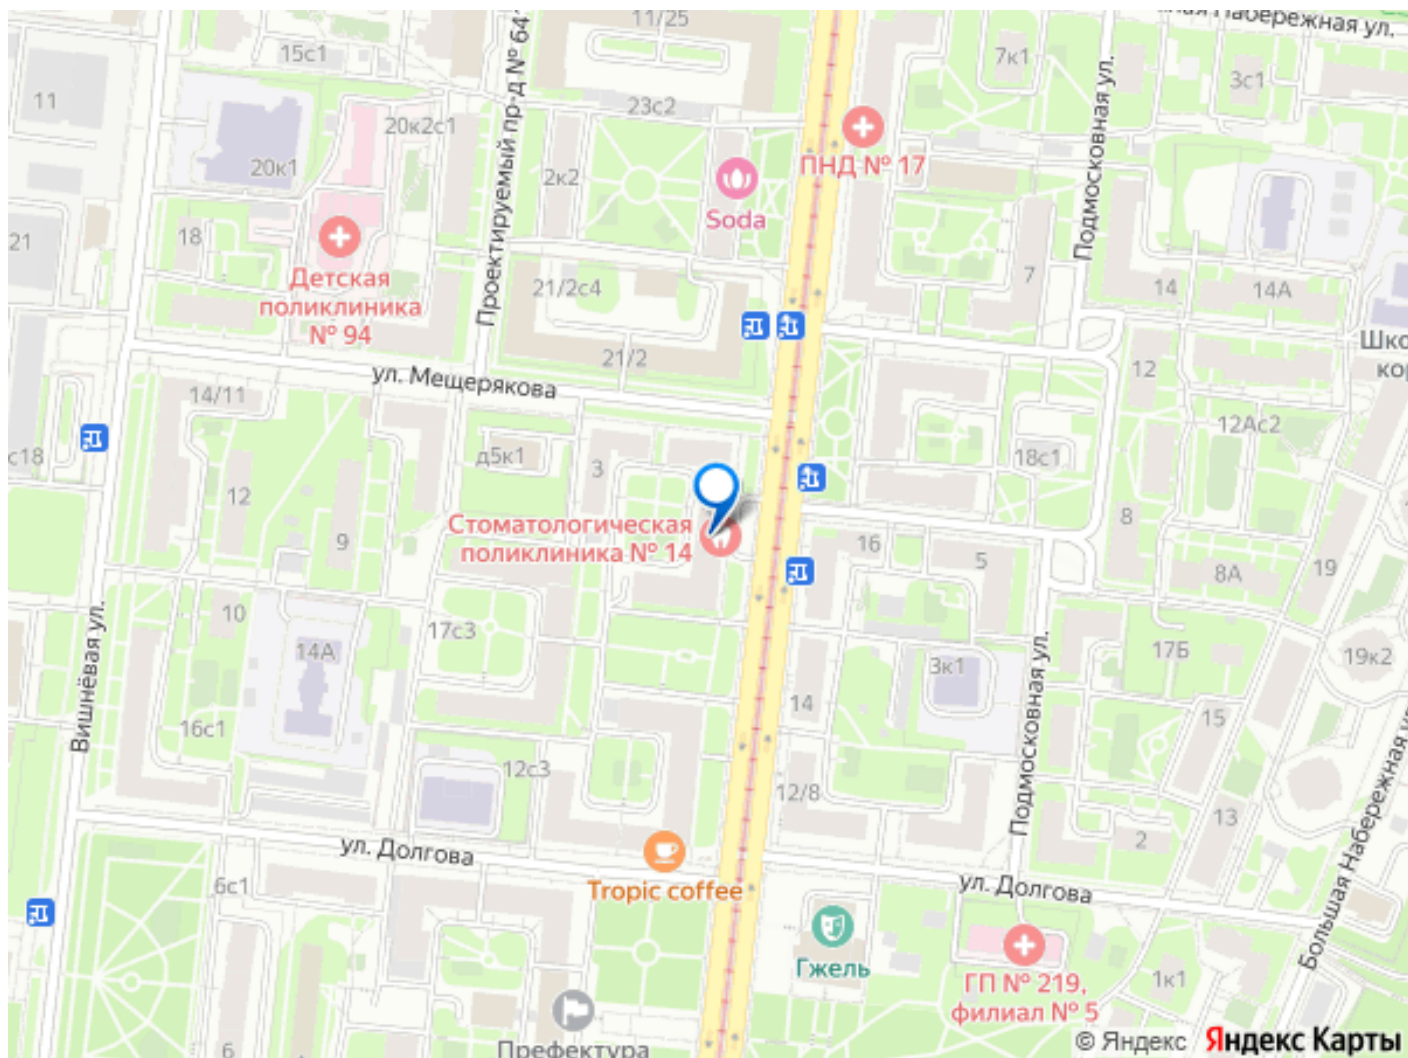 11/25
ная Набережная ул.
15с1
7к1
3с1
11
23с2
20к2с1
20к1
Проектируемый пр-д № 641
Подмосковная ул.
ПНД № 17
2к2
Soda
18
21
Детская
поликлиника
№ 94
7
21/2с4
14
14А
21/2
ул. Мещерякова
Шко
кор
12
14/11
12Ас2
с18
д5к1
3
18с1
12
9
8
Стоматологическая
поликлиника № 14
16
5
8А
19
10
17с3
14А
Вишнёвая ул.
3к1
17Б
19к2
Подмосковная ул.
14
15
16с1
12с3
12/8
13
2
Большая Набережная ул
ул. Долгова
6с1
Tropic coffee
ул. Долгова
Гжель
1к1
ГП № 219,
филиал № 5
6
Префектура
© Яндекс Яндекс Карты